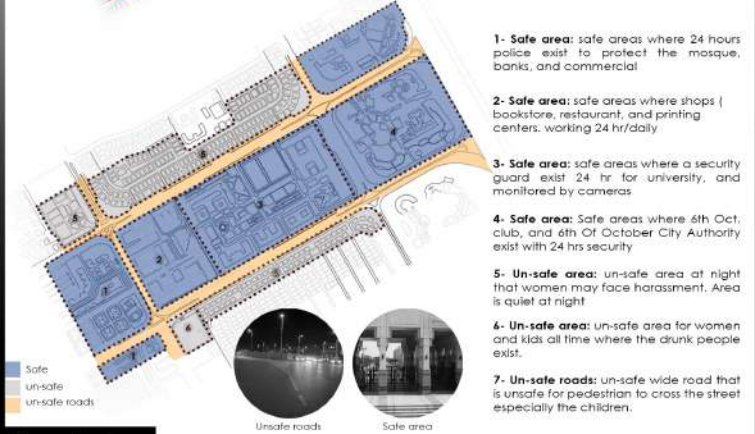 1- Safe area: safe areas where 24 hours
police exist to protect the mosque,
banks, and commercial
2- Safe area: safe areas where shops (
bookstore, restaurant, and printing
centers. working 24 hr/daily
3- Safe area: safe areas where a security
guard exist 24 hr for university, and
monitored by cameras
4- Safe area: Safe areas where 6th Oct.
club, and 6th Of October City Authority
exist with 24 hrs security
5- Un-safe area: un-safe area at night
that women may face harassment. Area
is quiet at night
6- Un-safe area: un-safe area for women
and kids all time where the drunk people
exist.
7- Un-safe roads: un-safe wide road that
is unsafe for pedestrian to cross the street
especially the children.
Safe
un-safe
un-safe roads
Unsafe roads
Safe area